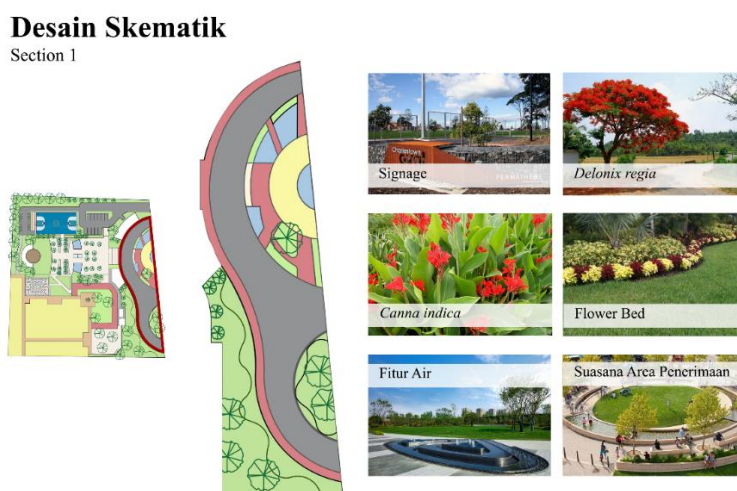 Desain Skematik
Section 1
Signage
Delonix regia
Canna indica
Flower Bed
Fitur Air
Suasana Area Penerimaan